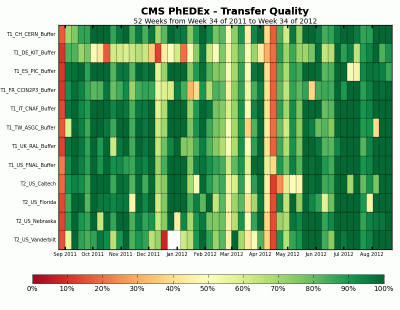 CMS PhEDEx - Transfer Quality
52 Weeks from Week 34 of 2011 to Week 34 of 2012
T1_CH_CERN_Buffer
T1_DE_KIT_Buffer
T1_ES_PIC_Buffer
T1_FR_CCIN2P3_Buffer
T1_IT_CNAF_Buffer
T1_TW_ASGC_Buffer
T1_UK_RAL_Buffer
T1_US_FNAL_Buffer
T2_US_Caltech
T2_US_Florida
T2_US_Nebraska
T2_US_Vanderbilt
Sep 2011 Oct 2011 Nov 2011 Dec 2011 Jan 2012 Feb 2012 Mar 2012 Apr 2012 May 2012 Jun 2012 Jul 2012 Aug 2012
0% 10% 20% 30% 40% 50% 60% 70% 80% 90% 100%